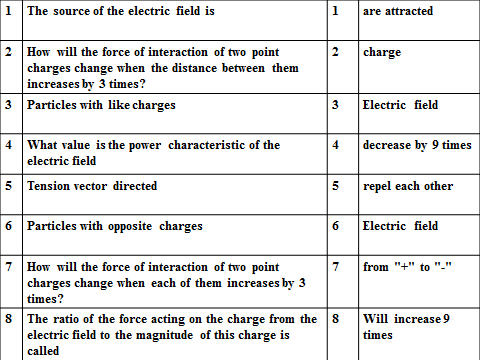 1 The source of the electric field is 1 are attracted
2 How will the force of interaction of two point 2 charge
charges change when the distance between them
increases by 3 times?
3 Particles with like charges 3 Electric field
4 What value is the power characteristic of the 4 decrease by 9 times
electric field
5 Tension vector directed 5 repel each other
6 Particles with opposite charges 6 Electric field
7 How will the force of interaction of two point 7 from "+" to "-"
charges change when each of them increases by 3
times?
8 The ratio of the force acting on the charge from the 8 Will increase 9
electric field to the magnitude of this charge is times
called